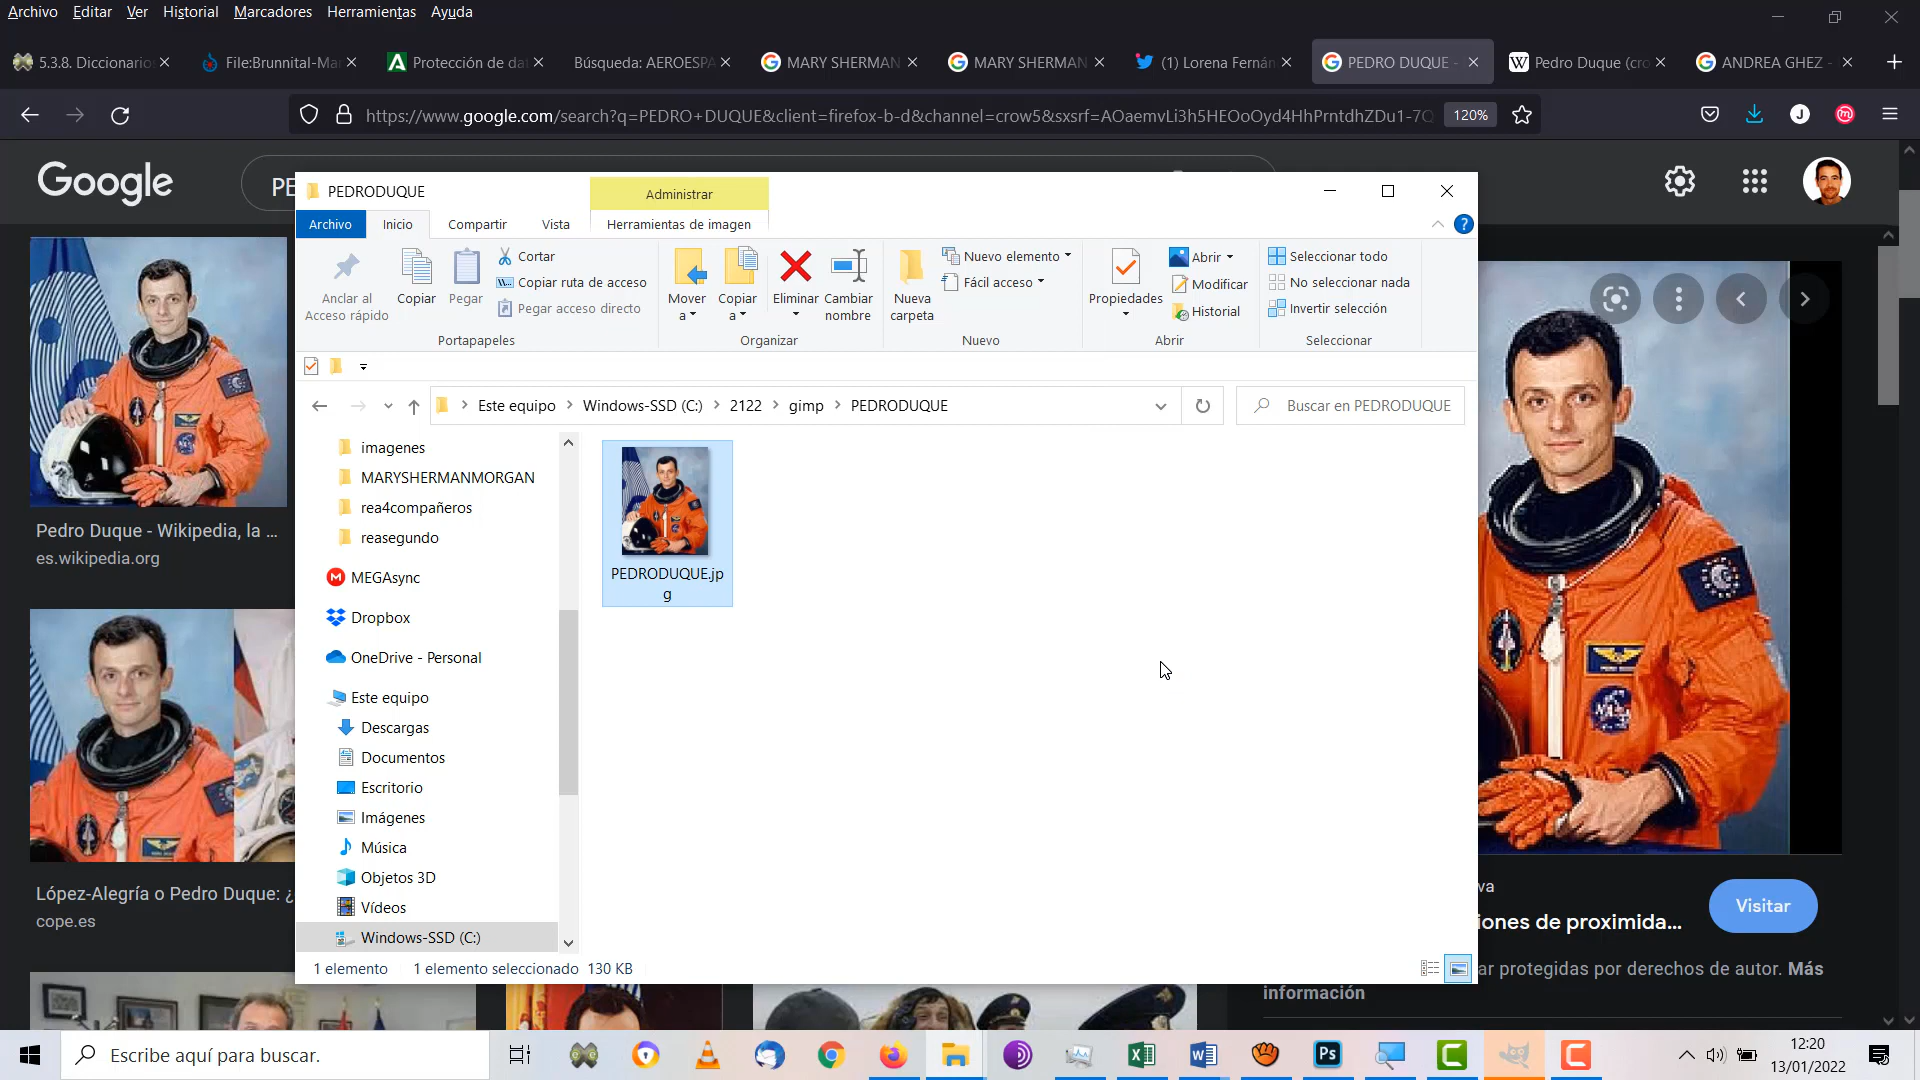 Archivo Editar Ver Historial Marcadores Herramientas Ayuda
5.3.8. Diccionario File:Brunnital-Ma Protección de da Búsqueda: AEROESPA MARY SHERMAN MARY SHERMAN (1) Lorena Fernán PEDRO DUQUE - Pedro Duque (cro ANDREA GHEZ -
https://www.google.com/search?q=PEDRO+DUQUE&client=firefox-b-d&channel=crow5&sxsrf=AOaemvLi3h5HEOoOyd4HhPrntdhZDu1-7Q 120%
Google PE
PEDRODUQUE Administrar
Archivo Inicio Compartir Vista Herramientas de imagen
Anclar al Acceso rápido
Copiar
Pegar
Cortar
Copiar ruta de acceso
Pegar acceso directo
Mover a
Copiar a
Eliminar
Cambiar nombre
Nueva carpeta
Nuevo elemento
Fácil acceso
Propiedades
Abrir
Modificar
Historial
Seleccionar todo
No seleccionar nada
Invertir selección
Portapapeles Organizar Nuevo Abrir Seleccionar
Este equipo Windows-SSD (C:) 2122 gimp PEDRODUQUE Buscar en PEDRODUQUE
imagenes
MARYSHERMANMORGAN
rea4compañeros
reasegundo
MEGAsync
Dropbox
OneDrive - Personal
Este equipo
Descargas
Documentos
Escritorio
Imágenes
Música
Objetos 3D
Vídeos
Windows-SSD (C:)
PEDRODUQUE.jp
g
1 elemento 1 elemento seleccionado 130 KB
Pedro Duque - Wikipedia, la ...
es.wikipedia.org
López-Alegría o Pedro Duque: ¿
cope.es
va
Visitar
iones de proximida...
ar protegidas por derechos de autor. Más
información
Escribe aquí para buscar.
Ps
12:20
13/01/2022